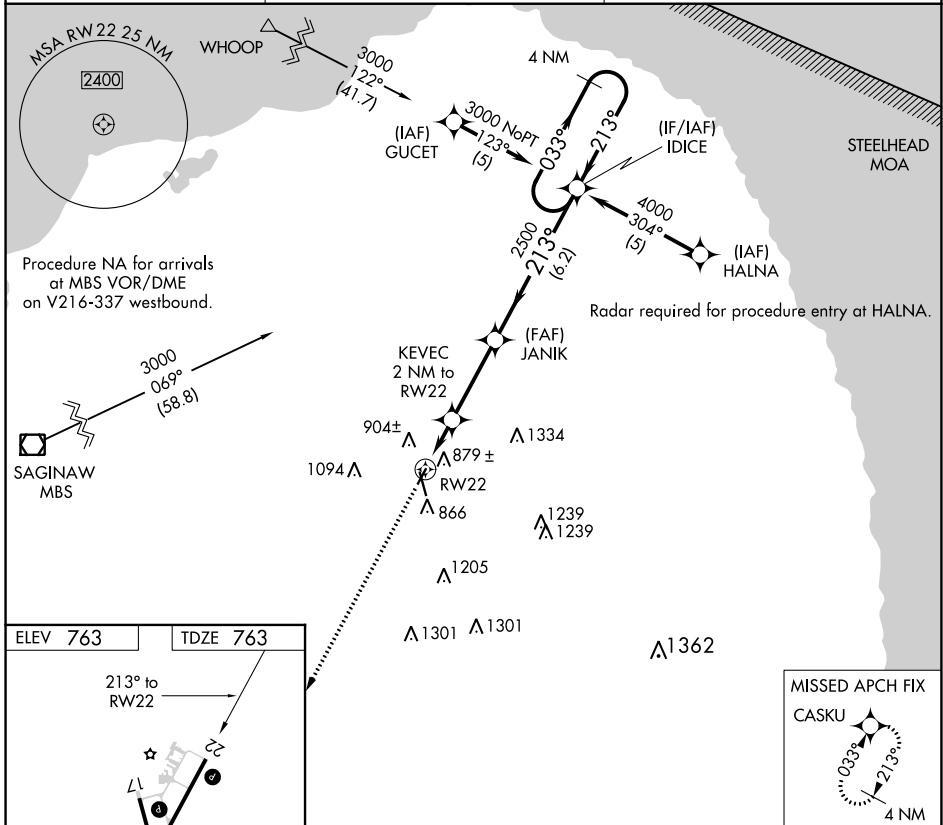 MSA RW22 25 NM
2400
WHOOP
3000
122°
(41.7)
4 NM
(IAF)
GUCET
3000 NoPT
123°
(5)
033°
213°
(IF/IAF)
IDICE
STEELHEAD
MOA
4000
304°
(5)
(IAF)
HALNA
2500
213°
(6.2)
Procedure NA for arrivals
at MBS VOR/DME
on V216-337 westbound.
Radar required for procedure entry at HALNA.
3000
069°
(58.8)
SAGINAW
MBS
(FAF)
JANIK
KEVEC
2 NM to
RW22
904±
1334
879 ±
1094
RW22
866
1239
1239
1205
1301
1301
1362
ELEV 763
TDZE 763
213° to
RW22
22
17
P
P
MISSED APCH FIX
CASKU
033°
213°
4 NM